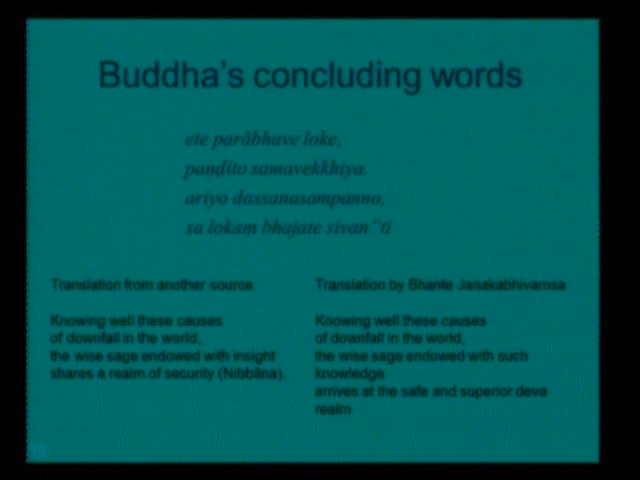 Buddha's concluding words
ete parābhave loke,
paṇḍito samavekkhiya,
ariyo dassanasampanno,
sa lokaṃ bhajate sivan"ti
Translation from another source
Knowing well these causes
of downfall in the world,
the wise sage endowed with insight
shares a realm of security (Nibbāna).
Translation by Bhante Janakabhivamsa
Knowing well these causes
of downfall in the world,
the wise sage endowed with such
knowledge
arrives at the safe and superior deva
realm